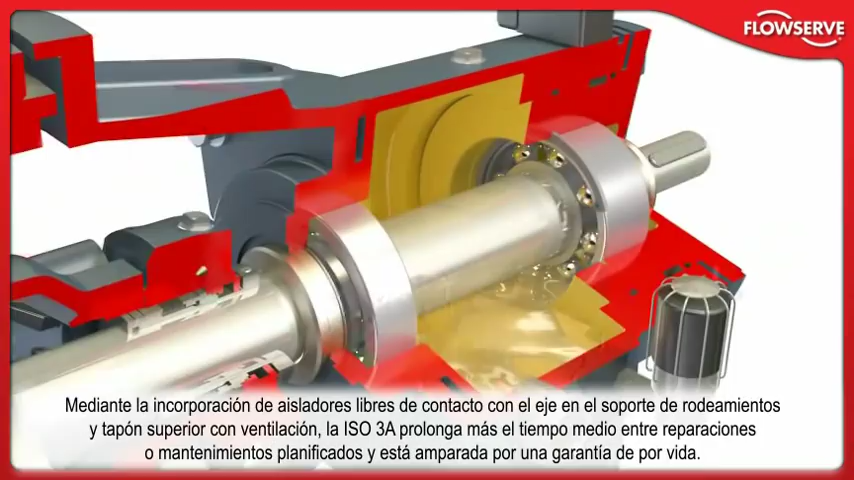 FLOWSERVE
Mediante la incorporación de aisladores libres de contacto con el eje en el soporte de rodeamientos
y tapón superior con ventilación, la ISO 3A prolonga más el tiempo medio entre reparaciones
o mantenimientos planificados y está amparada por una garantía de por vida.